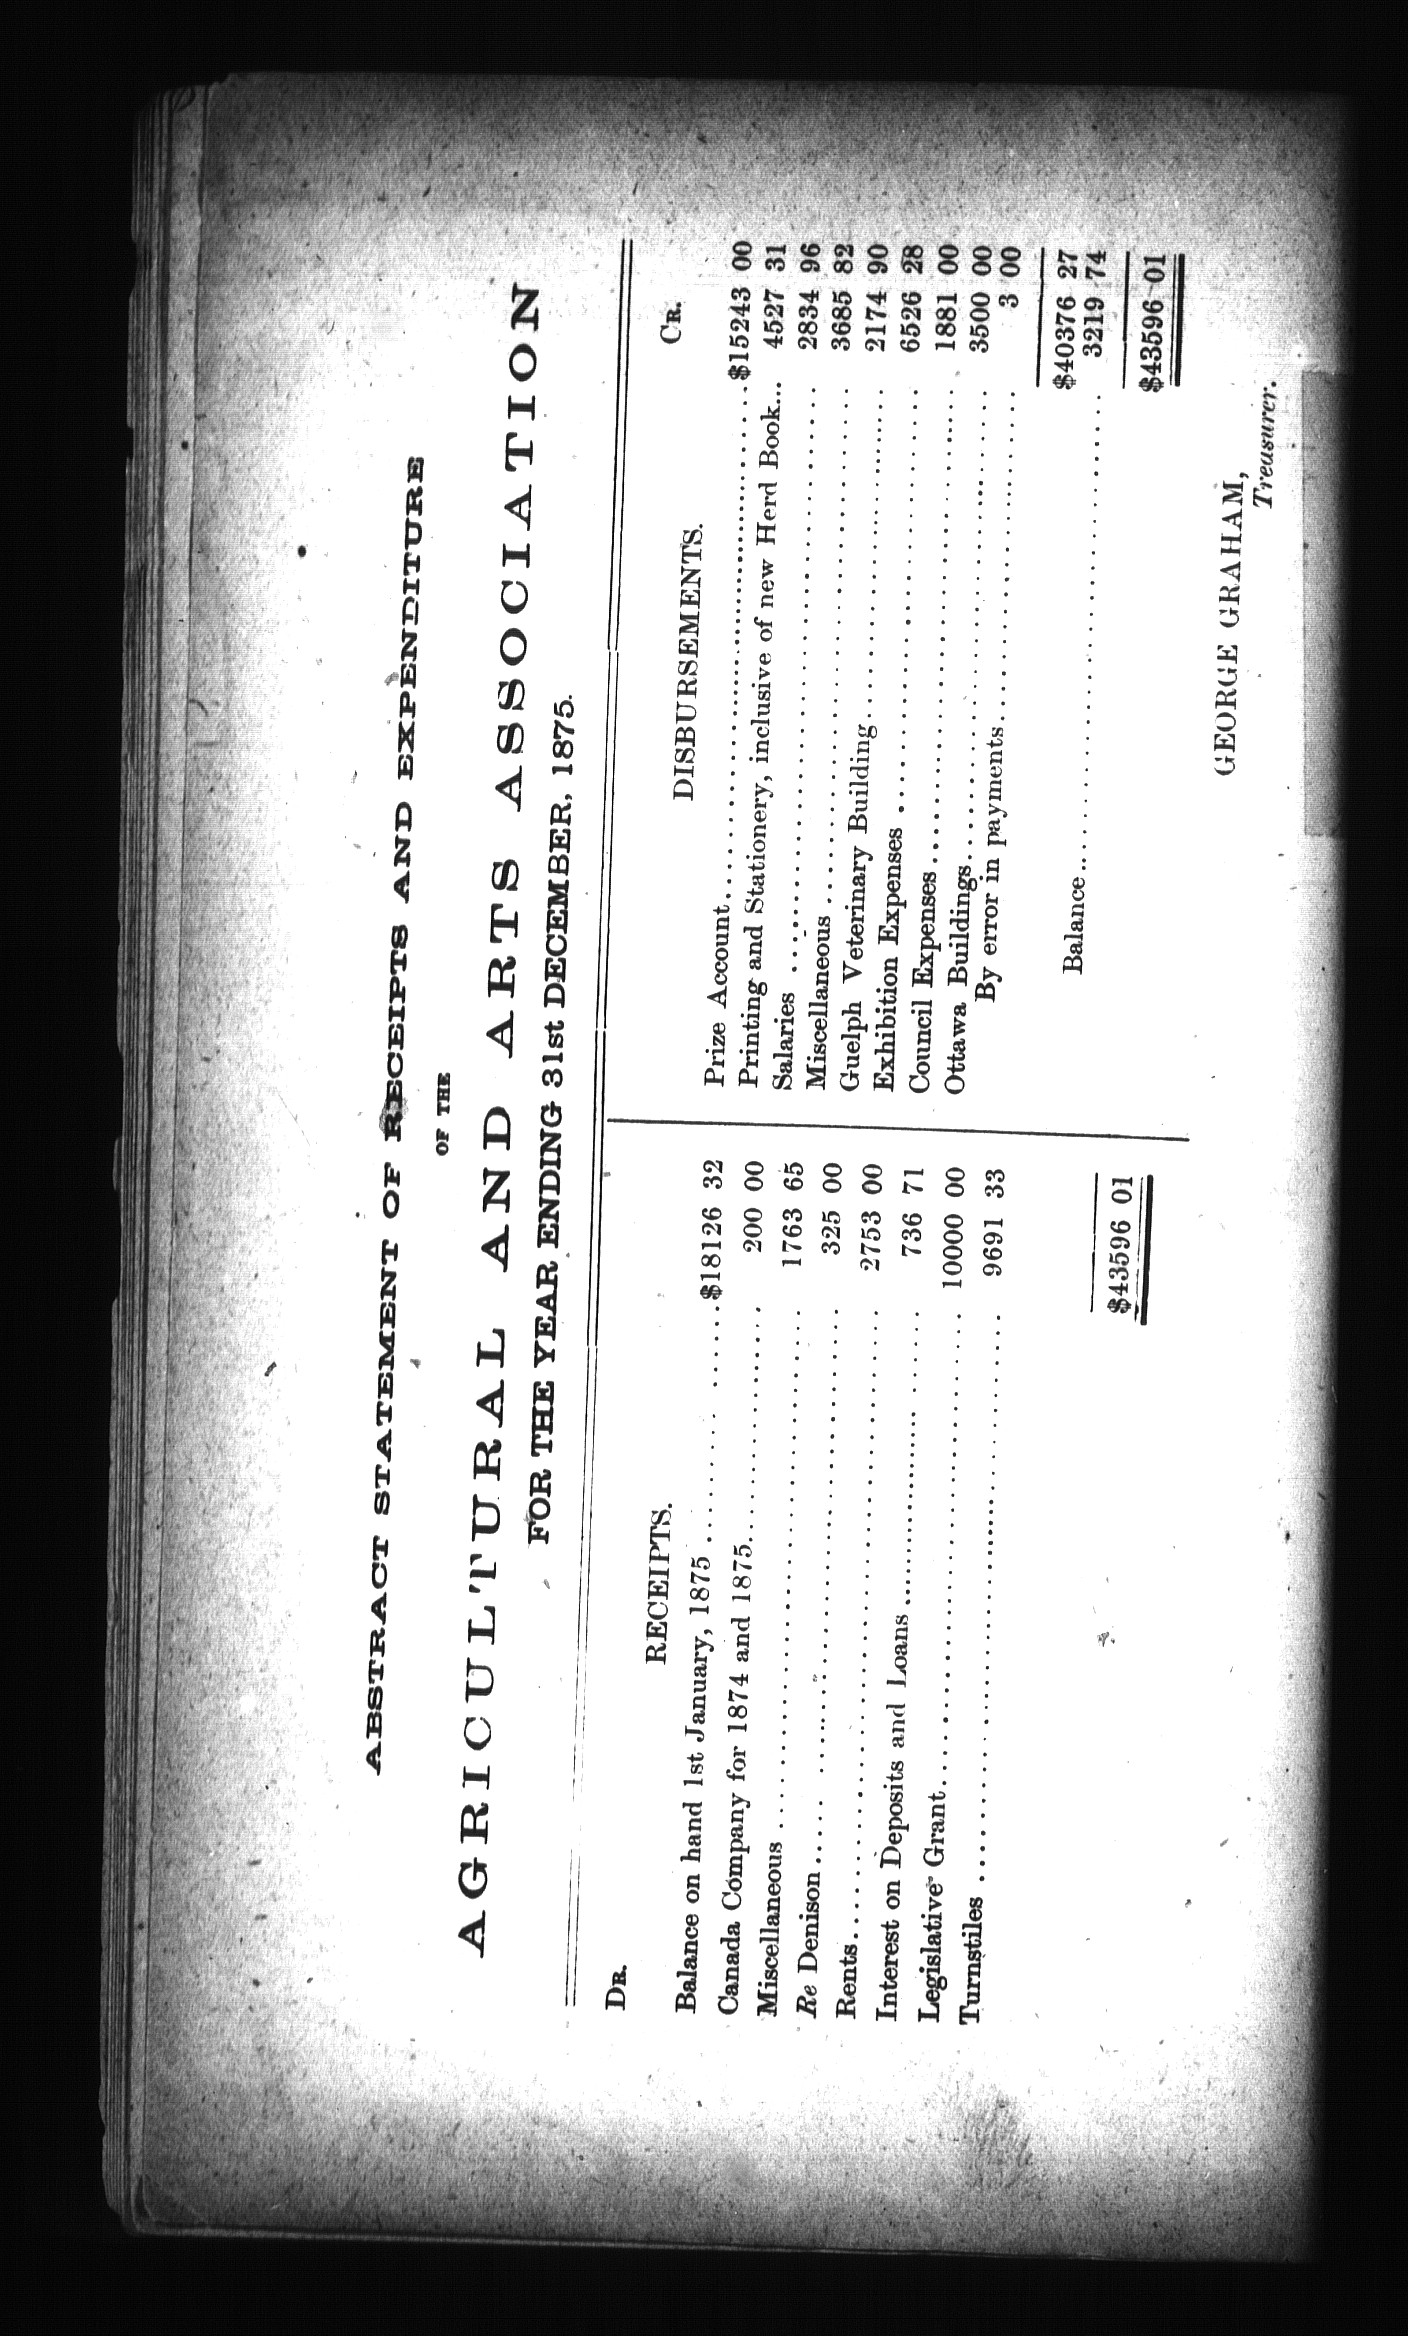 ABSTRACT STATEMENT OF RECEIPTS AND EXPENDITURE
OF THE
AGRICULTURAL AND ARTS ASSOCIATION
FOR THE YEAR ENDING 31st DECEMBER, 1875.
DR.
RECEIPTS.
Balance on hand 1st January, 1875 ........ $18126 32
Canada Company for 1874 and 1875........ 200 00
Miscellaneous ........ 1763 65
Re Denison........ 325 00
Rents........ 2753 00
Interest on Deposits and Loans ........ 736 71
Legislative Grant........ 10000 00
Turnstiles ........ 9691 33
$43596 01
CR.
DISBURSEMENTS.
Prize Account........ $15243 00
Printing and Stationery, inclusive of new Herd Book... 4527 31
Salaries ........ 2834 96
Miscellaneous ........ 3685 82
Guelph Veterinary Building........ 2174 90
Exhibition Expenses ........ 6526 28
Council Expenses........ 1881 00
Ottawa Buildings........ 3500 00
By error in payments........ 3 00
$40376 27
Balance........ 3219 74
$43596 01
GEORGE GRAHAM,
Treasurer.